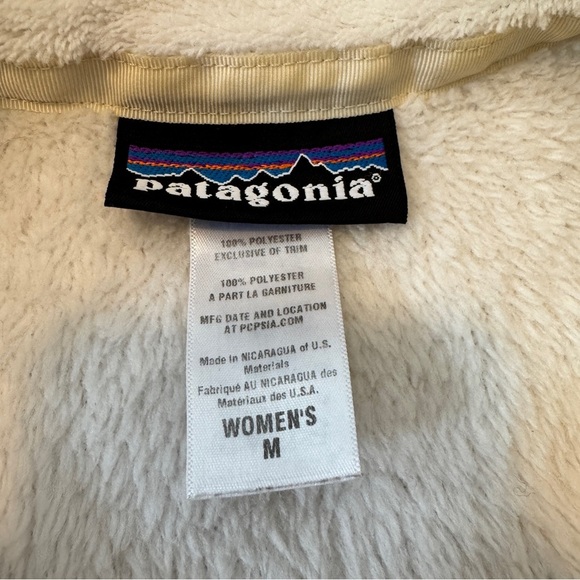 patagonia®
100% POLYESTER
EXCLUSIVE OF TRIM
100% POLYESTER
A PART LA GARNITURE
MFG DATE AND LOCATION
AT PCPSIA.COM
Made in NICARAGUA of U.S.
Materials
Fabriqué AU NICARAGUA des
Matériaux des U.S.A.
WOMEN'S
M